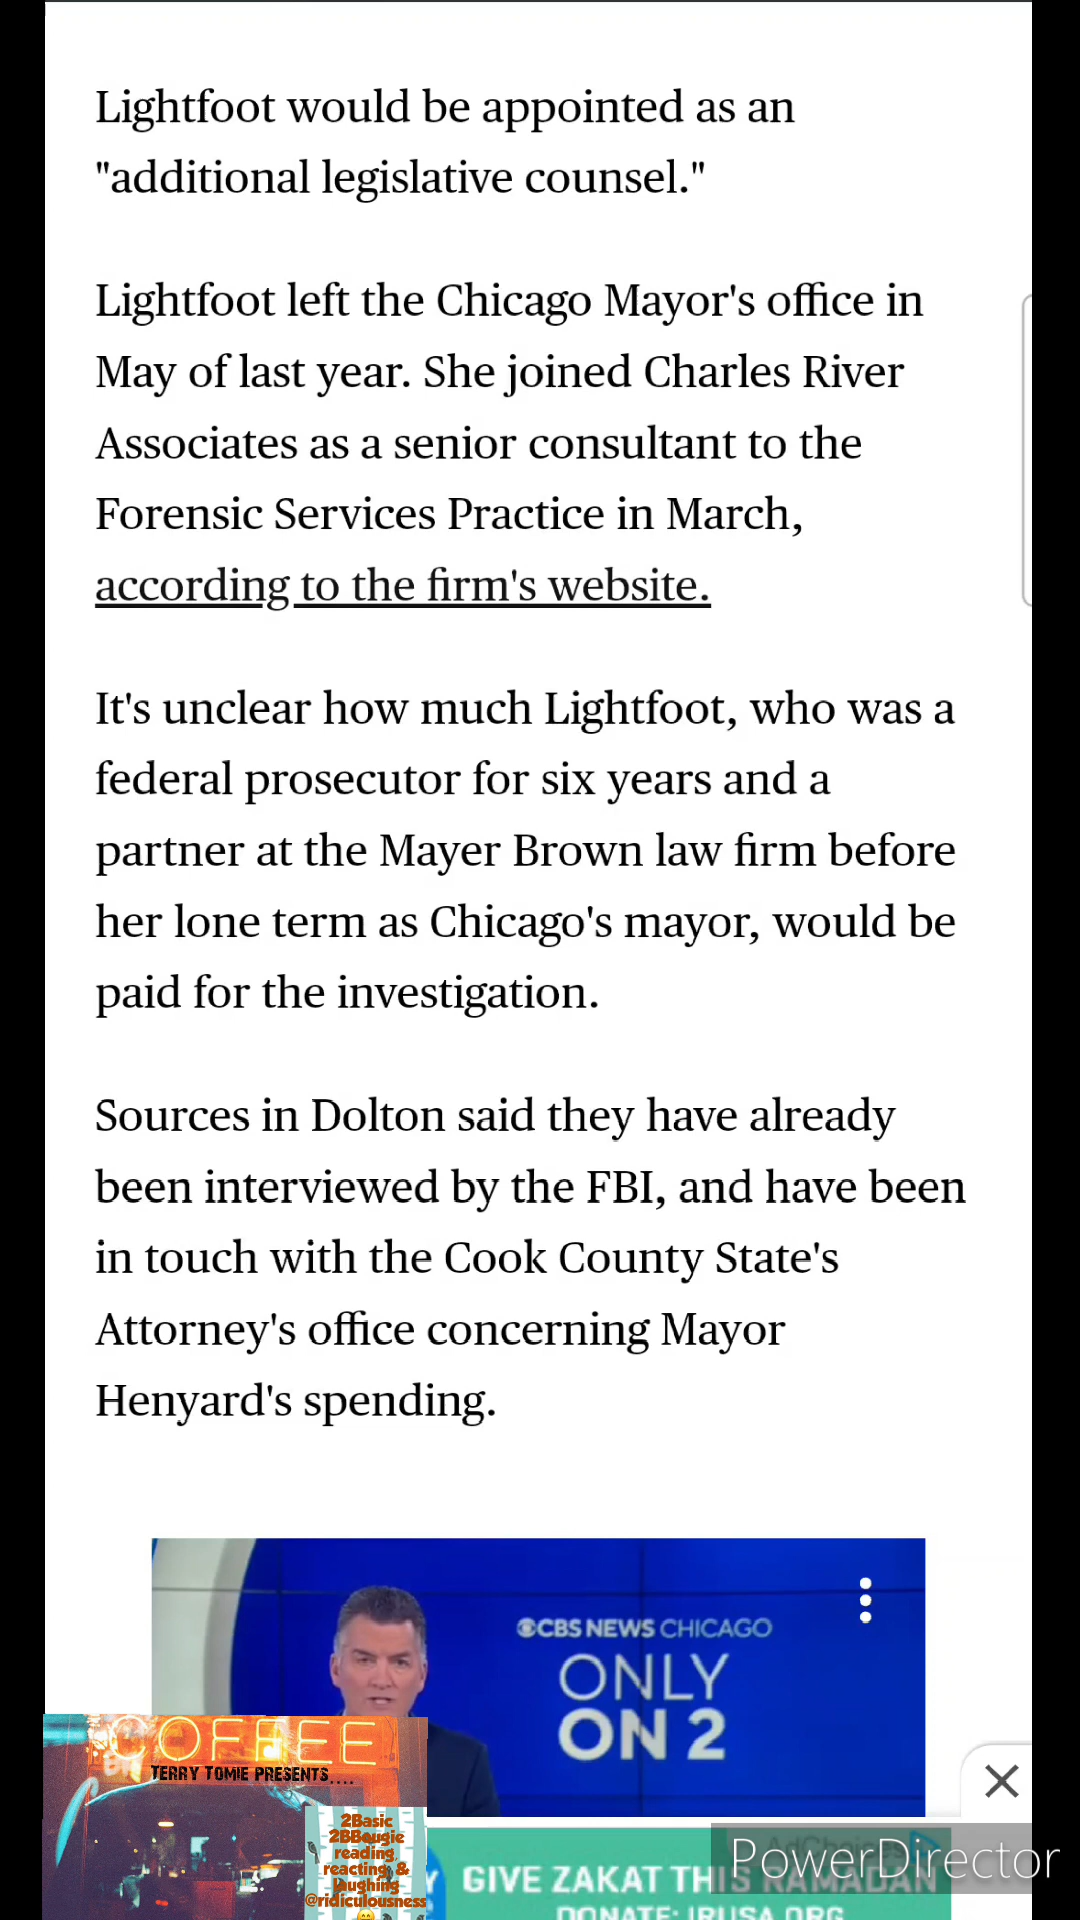 Lightfoot would be appointed as an
"additional legislative counsel."
Lightfoot left the Chicago Mayor's office in
May of last year. She joined Charles River
Associates as a senior consultant to the
Forensic Services Practice in March,
according to the firm's website.
It's unclear how much Lightfoot, who was a
federal prosecutor for six years and a
partner at the Mayer Brown law firm before
her lone term as Chicago's mayor, would be
paid for the investigation.
Sources in Dolton said they have already
been interviewed by the FBI, and have been
in touch with the Cook County State's
Attorney's office concerning Mayor
Henyard's spending.
CBS NEWS CHICAGO
ONLY
ON 2
COFFEE
TERRY TOMIE PRESENTS....
2Basic
2BBougie
reading,
reacting, &
laughing
@ridiculousness
AdChoices
PowerDirector
GIVE ZAKAT THIS RAMADAN
DONATE: IRUSA.ORG